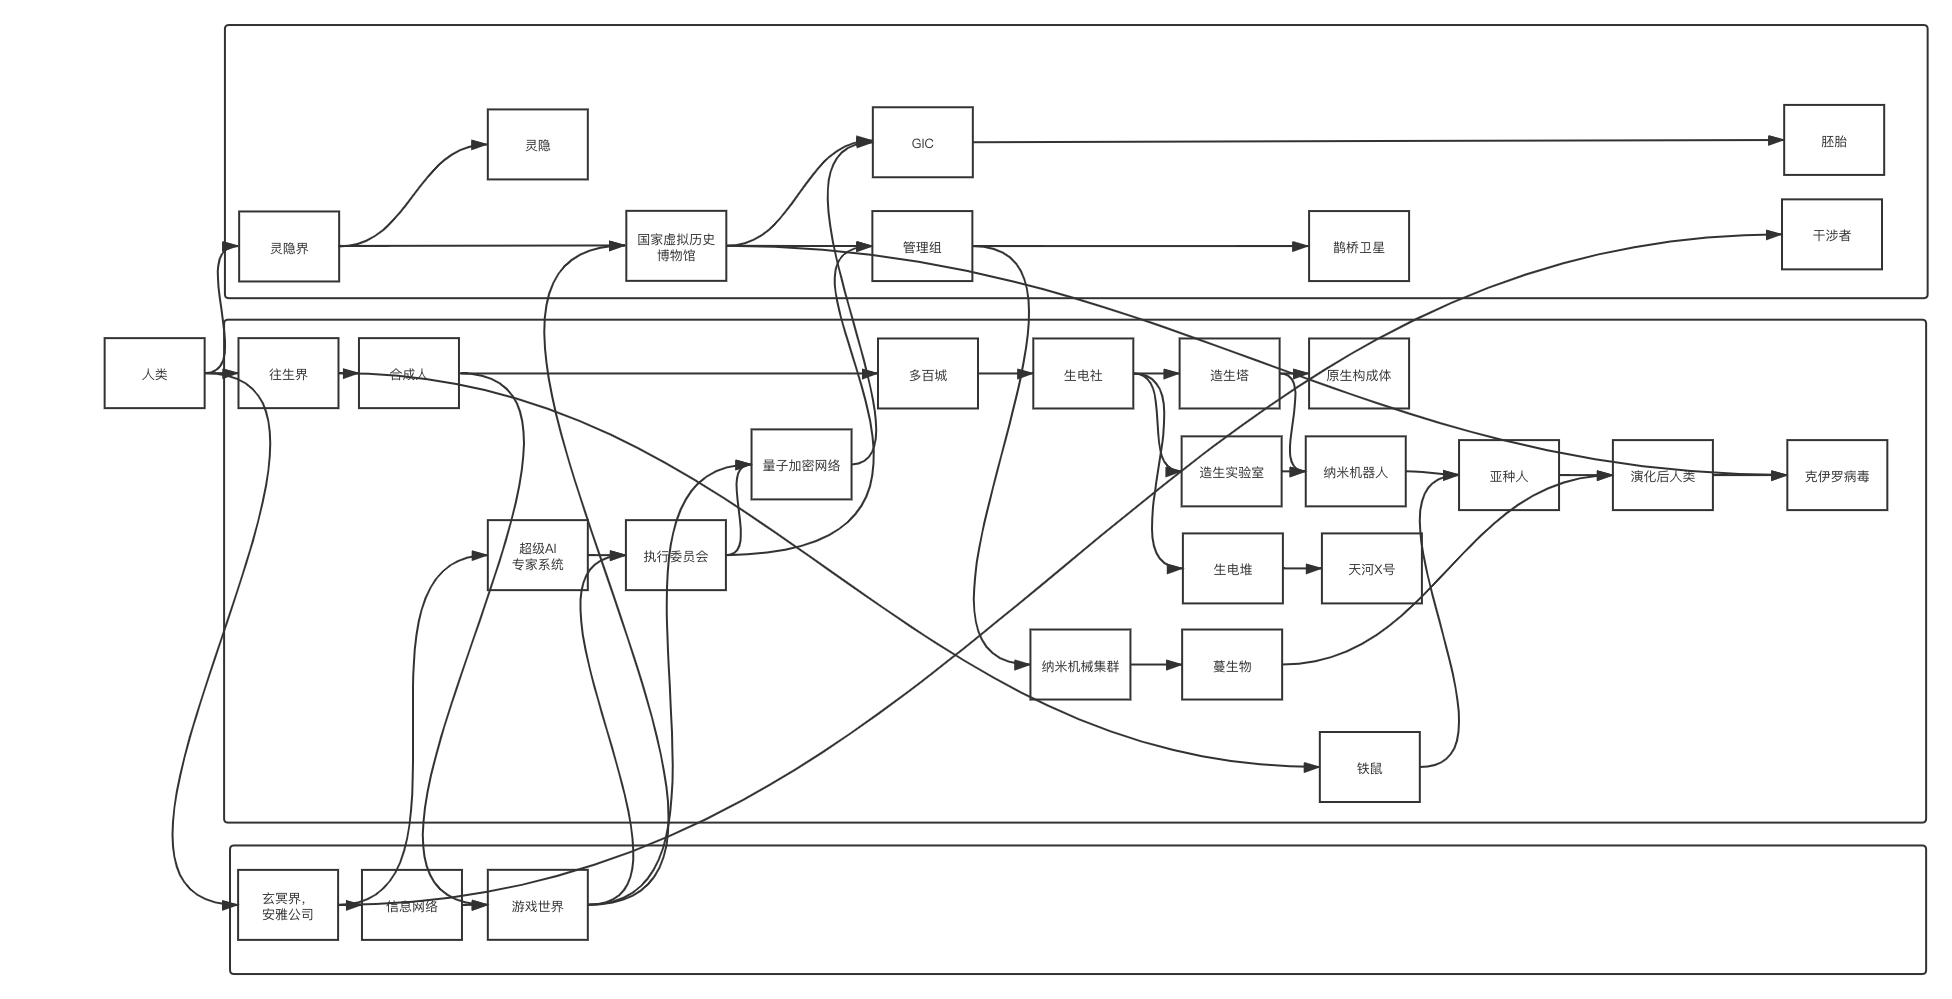 灵隐
GIC
胚胎
灵隐界
国家虚拟历史
博物馆
管理组
鹊桥卫星
干涉者
人类
往生界
合成人
多百城
生电社
造生塔
原生构成体
量子加密网络
造生实验室
纳米机器人
亚种人
演化后人类
克伊罗病毒
超级AI
专家系统
执行委员会
生电堆
天河X号
纳米机械集群
蔓生物
铁鼠
玄冥界，
安雅公司
信息网络
游戏世界